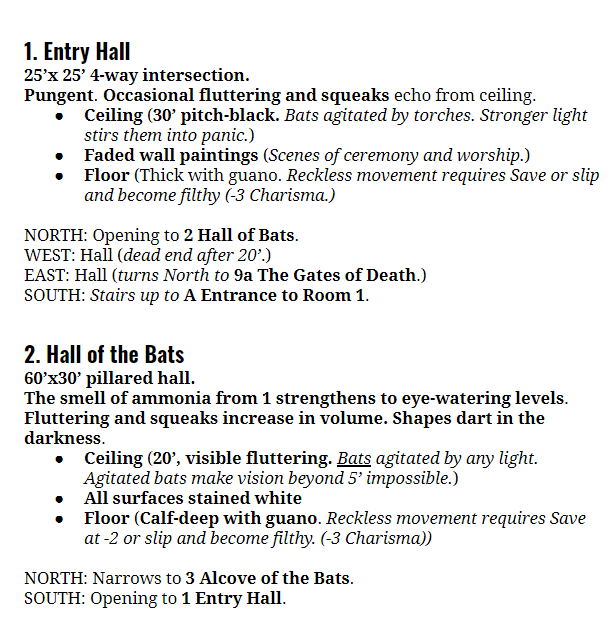 1. Entry Hall
25’x 25’ 4-way intersection.
Pungent. Occasional fluttering and squeaks echo from ceiling.
● Ceiling (30’ pitch-black. Bats agitated by torches. Stronger light
stirs them into panic.)
● Faded wall paintings (Scenes of ceremony and worship.)
● Floor (Thick with guano. Reckless movement requires Save or slip
and become filthy (-3 Charisma.)
NORTH: Opening to 2 Hall of Bats.
WEST: Hall (dead end after 20’.)
EAST: Hall (turns North to 9a The Gates of Death.)
SOUTH: Stairs up to A Entrance to Room 1.
2. Hall of the Bats
60’x30’ pillared hall.
The smell of ammonia from 1 strengthens to eye-watering levels.
Fluttering and squeaks increase in volume. Shapes dart in the
darkness.
● Ceiling (20’, visible fluttering. Bats agitated by any light.
Agitated bats make vision beyond 5’ impossible.)
● All surfaces stained white
● Floor (Calf-deep with guano. Reckless movement requires Save
at -2 or slip and become filthy. (-3 Charisma))
NORTH: Narrows to 3 Alcove of the Bats.
SOUTH: Opening to 1 Entry Hall.